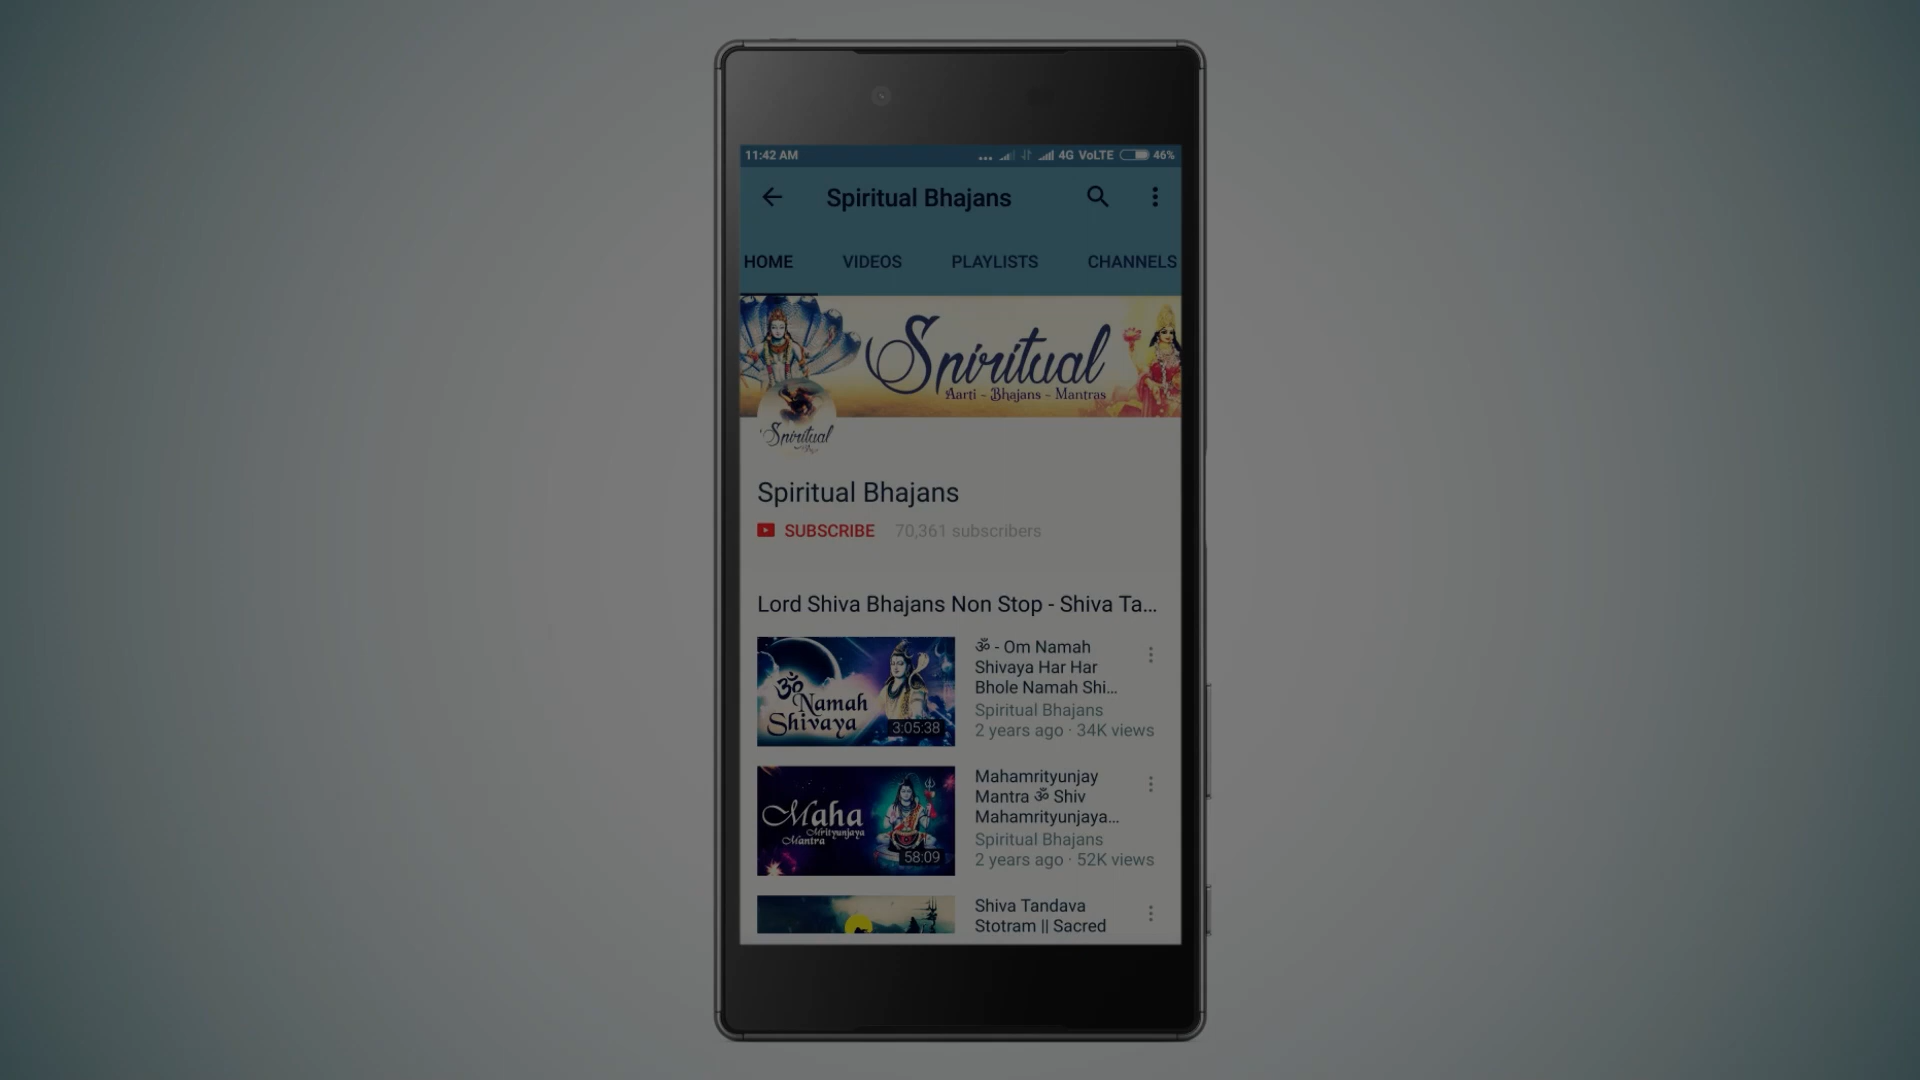 11:42 AM
4G VoLTE 46%
Spiritual Bhajans
HOME VIDEOS PLAYLISTS CHANNELS
Spiritual
Aarti ~ Bhajans ~ Mantras
Spiritual
Spiritual Bhajans
SUBSCRIBE 70,361 subscribers
Lord Shiva Bhajans Non Stop - Shiva Ta...
ॐ Namah
Shivaya
3:05:38
ॐ - Om Namah
Shivaya Har Har
Bhole Namah Shi...
Spiritual Bhajans
2 years ago · 34K views
Maha
Mrityunjaya
Mantra
58:09
Mahamrityunjay
Mantra ॐ Shiv
Mahamrityunjaya...
Spiritual Bhajans
2 years ago · 52K views
Shiva Tandava
Stotram || Sacred